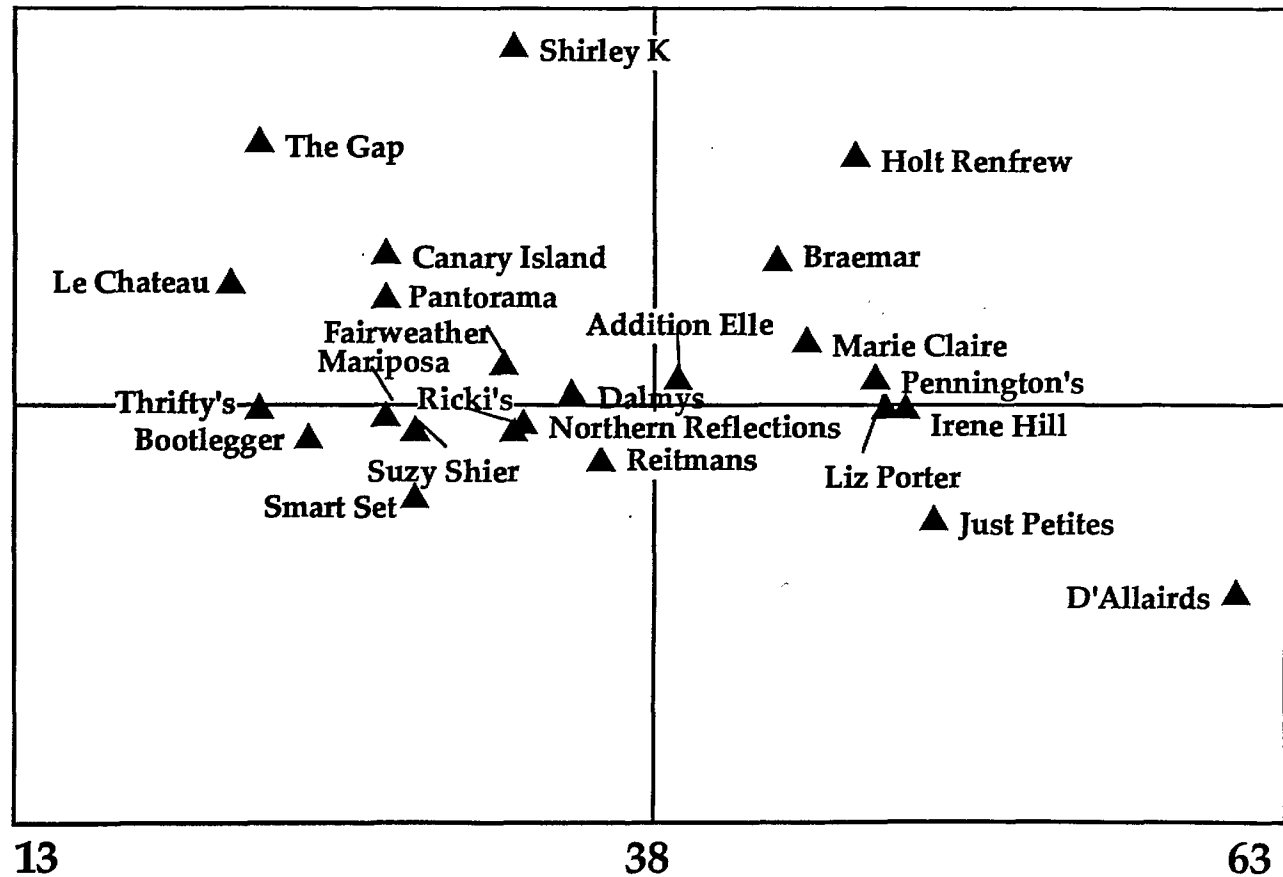 Shirley K
The Gap
Holt Renfrew
Canary Island
Braemar
Le Chateau
Pantorama
Addition Elle
Fairweather
Marie Claire
Mariposa
Pennington's
Thrifty's
Ricki's
Dalmys
Bootlegger
Northern Reflections
Irene Hill
Suzy Shier
Reitmans
Liz Porter
Smart Set
Just Petites
D'Allairds
13
38
63